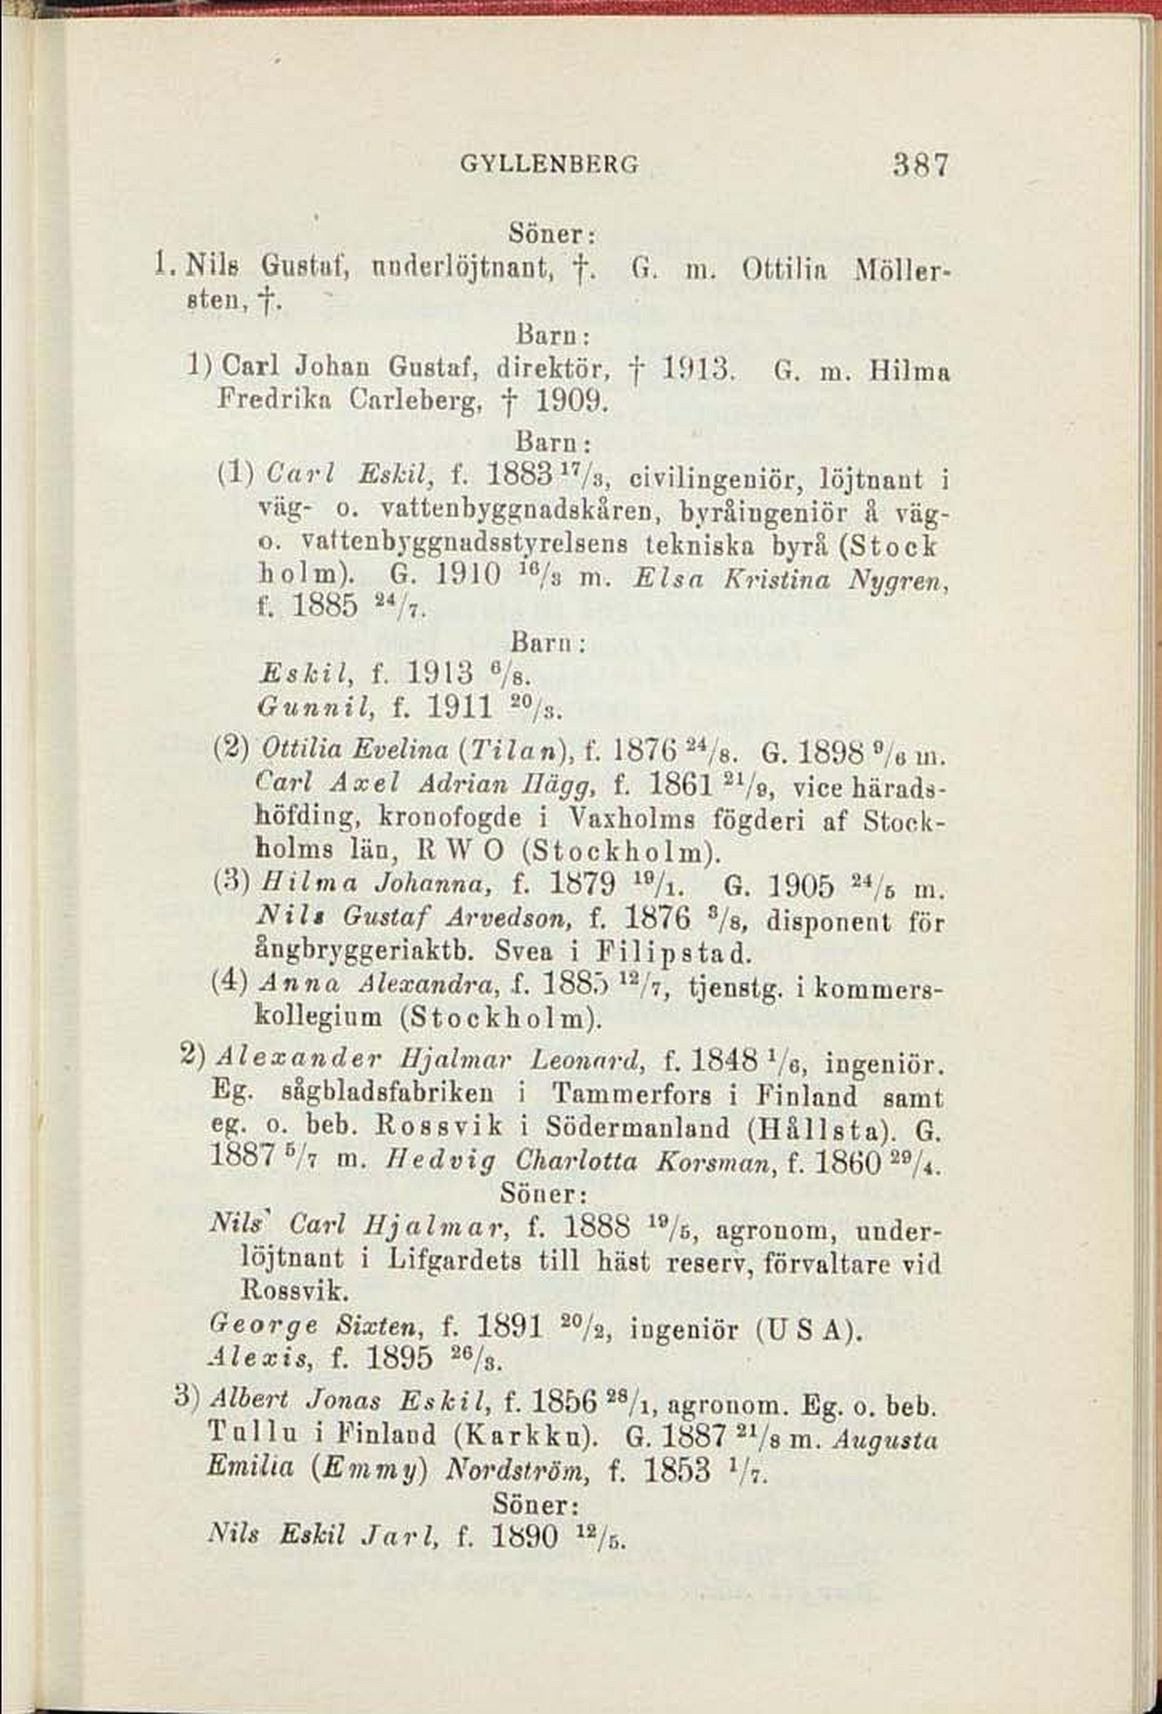 GYLLENBERG 387
Söner:
1. Nils Gustaf, underlöjtnant, †. G. m. Ottilia Möller-
sten, †.
Barn:
1) Carl Johan Gustaf, direktör, † 1913. G. m. Hilma
Fredrika Carleberg, † 1909.
Barn:
(1) Carl Eskil, f. 1883 17/3, civilingeniör, löjtnant i
väg- o. vattenbyggnadskåren, byråingeniör å väg-
o. vattenbyggnadsstyrelsens tekniska byrå (Stock
holm). G. 1910 16/3 m. Elsa Kristina Nygren,
f. 1885 24/7.
Barn:
Eskil, f. 1913 6/8.
Gunnil, f. 1911 20/3.
(2) Ottilia Evelina (Tilan), f. 1876 24/8. G. 1898 9/6 m.
Carl Axel Adrian Hägg, f. 1861 21/9, vice härads-
höfding, kronofogde i Vaxholms fögderi af Stock-
holms län, RWO (Stockholm).
(3) Hilma Johanna, f. 1879 19/1. G. 1905 24/5 m.
Nils Gustaf Arvedson, f. 1876 3/8, disponent för
ångbryggeriaktb. Svea i Filipstad.
(4) Anna Alexandra, f. 1885 12/7, tjenstg. i kommers-
kollegium (Stockholm).
2) Alexander Hjalmar Leonard, f. 1848 1/6, ingeniör.
Eg. sågbladsfabriken i Tammerfors i Finland samt
eg. o. beb. Rossvik i Södermanland (Hållsta). G.
1887 5/7 m. Hedvig Charlotta Korsman, f. 1860 29/4.
Söner:
Nils Carl Hjalmar, f. 1888 19/5, agronom, under-
löjtnant i Lifgardets till häst reserv, förvaltare vid
Rossvik.
George Sixten, f. 1891 20/2, ingeniör (USA).
Alexis, f. 1895 26/3.
3) Albert Jonas Eskil, f. 1856 28/1, agronom. Eg. o. beb.
Tullu i Finland (Karkku). G. 1887 21/8 m. Augusta
Emilia (Emmy) Nordström, f. 1853 1/7.
Söner:
Nils Eskil Jarl, f. 1890 12/5.